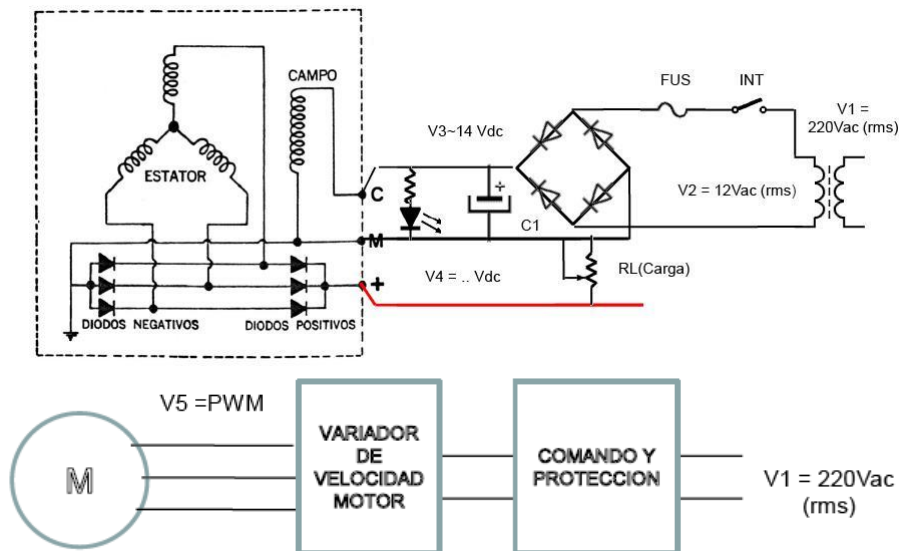 CAMPO
ESTATOR
DIODOS NEGATIVOS
DIODOS POSITIVOS
C
M
+
V3~14 Vdc
+
C1
V4 = .. Vdc
RL(Carga)
FUS
INT
V1 =
220Vac (rms)
V2 = 12Vac (rms)
M
V5 =PWM
VARIADOR
DE
VELOCIDAD
MOTOR
COMANDO Y
PROTECCION
V1 = 220Vac
(rms)